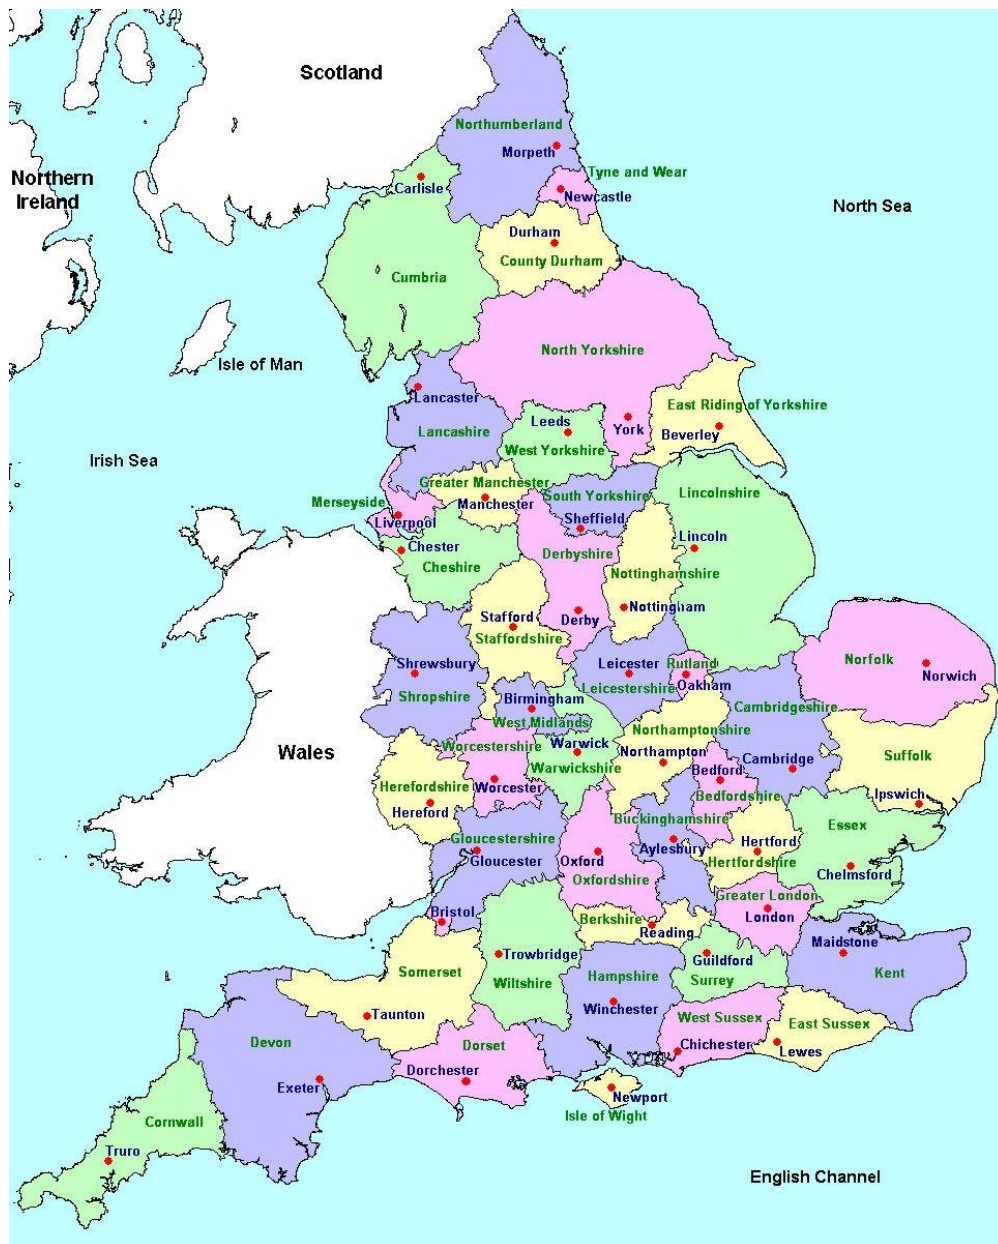 Scotland
Northumberland
Morpeth
Tyne and Wear
Carlisle
Newcastle
Northern
Ireland
North Sea
Durham
County Durham
Cumbria
North Yorkshire
Isle of Man
Lancaster
East Riding of Yorkshire
Leeds
York
Beverley
Lancashire
West Yorkshire
Irish Sea
Greater Manchester
South Yorkshire
Lincolnshire
Merseyside
Manchester
Liverpool
Sheffield
Lincoln
Chester
Derbyshire
Cheshire
Nottinghamshire
Nottingham
Stafford
Derby
Staffordshire
Shrewsbury
Leicester
Rutland
Norfolk
Norwich
Oakham
Leicestershire
Shropshire
Birmingham
Cambridgeshire
West Midlands
Northamptonshire
Worcestershire
Warwick
Wales
Northampton
Cambridge
Suffolk
Warwickshire
Bedford
Herefordshire
Worcester
Bedfordshire
Ipswich
Hereford
Buckinghamshire
Essex
Gloucestershire
Hertford
Aylesbury
Gloucester
Oxford
Hertfordshire
Chelmsford
Oxfordshire
Greater London
Bristol
Berkshire
London
Reading
Maidstone
Trowbridge
Guildford
Somerset
Hampshire
Kent
Wiltshire
Surrey
Winchester
Taunton
West Sussex
East Sussex
Devon
Dorset
Chichester
Lewes
Dorchester
Exeter
Newport
Isle of Wight
Cornwall
Truro
English Channel